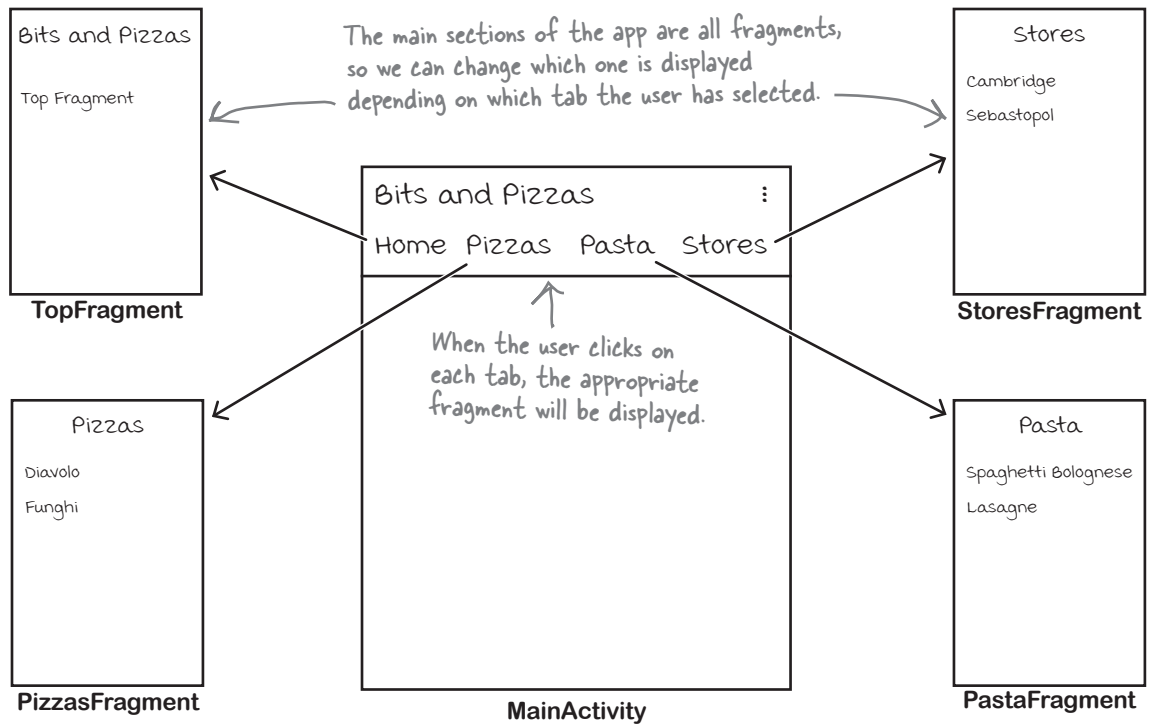 Bits and Pizzas
Top Fragment
TopFragment
The main sections of the app are all fragments,
so we can change which one is displayed
depending on which tab the user has selected.
Stores
Cambridge
Sebastopol
StoresFragment
Bits and Pizzas
Home Pizzas Pasta Stores
When the user clicks on
each tab, the appropriate
fragment will be displayed.
MainActivity
Pizzas
Diavolo
Funghi
PizzasFragment
Pasta
Spaghetti Bolognese
Lasagne
PastaFragment